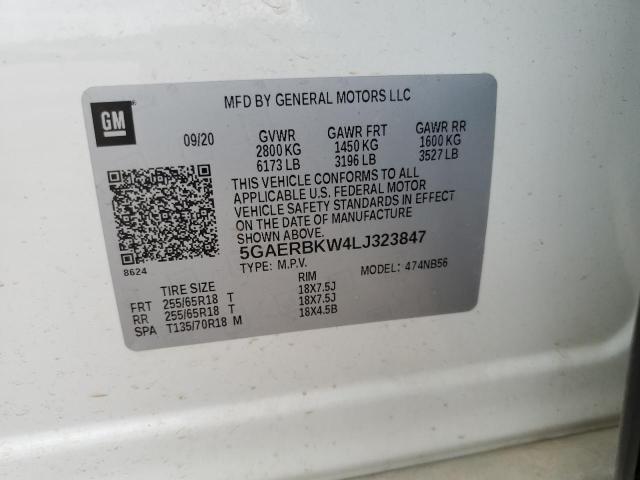 MFD BY GENERAL MOTORS LLC
GM
09/20
GVWR GAWR FRT GAWR RR
2800 KG 1450 KG 1600 KG
6173 LB 3196 LB 3527 LB
THIS VEHICLE CONFORMS TO ALL
APPLICABLE U.S. FEDERAL MOTOR
VEHICLE SAFETY STANDARDS IN EFFECT
ON THE DATE OF MANUFACTURE
SHOWN ABOVE.
5GAERBKW4LJ323847
8624
TYPE: M.P.V. MODEL: 474NB56
TIRE SIZE RIM
FRT 255/65R18 T 18X7.5J
RR 255/65R18 T 18X7.5J
SPA T135/70R18 M 18X4.5B